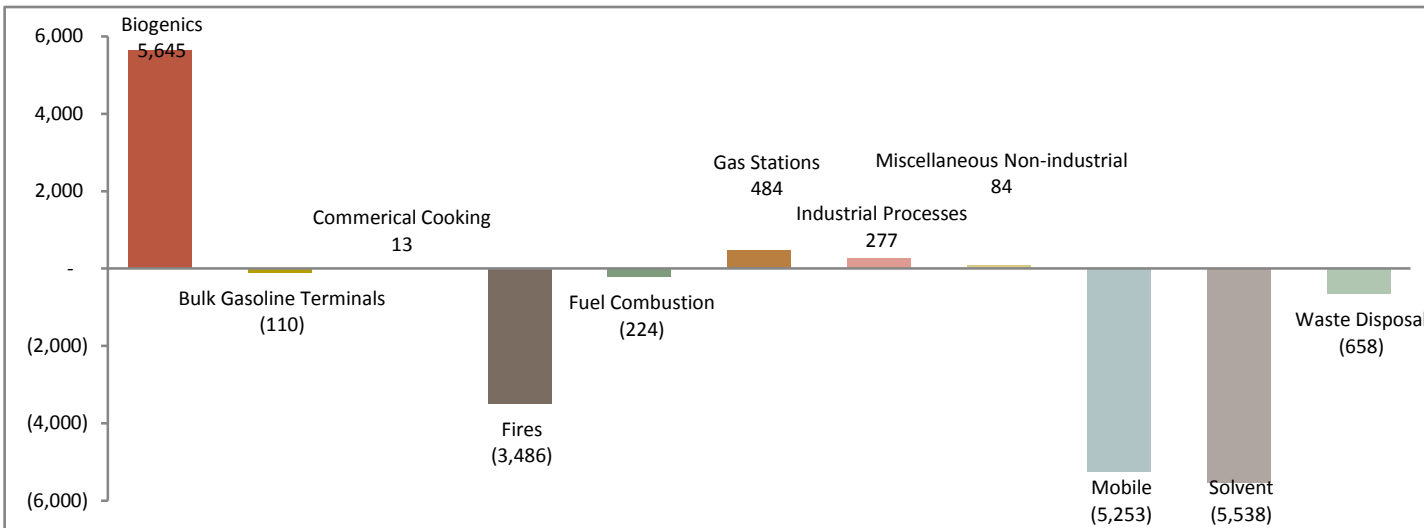 Biogenics
5,645
6,000
4,000
2,000
-
(2,000)
(4,000)
(6,000)
Bulk Gasoline Terminals
(110)
Commerical Cooking
13
Fires
(3,486)
Fuel Combustion
(224)
Gas Stations
484
Industrial Processes
277
Miscellaneous Non-industrial
84
Mobile
(5,253)
Solvent
(5,538)
Waste Disposal
(658)